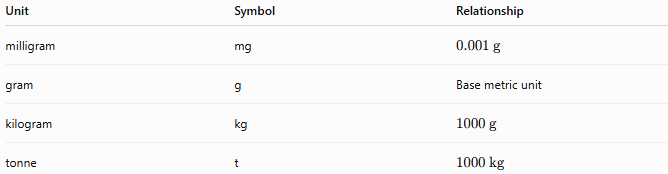 Unit Symbol Relationship
milligram mg 0.001 g
gram g Base metric unit
kilogram kg 1000 g
tonne t 1000 kg